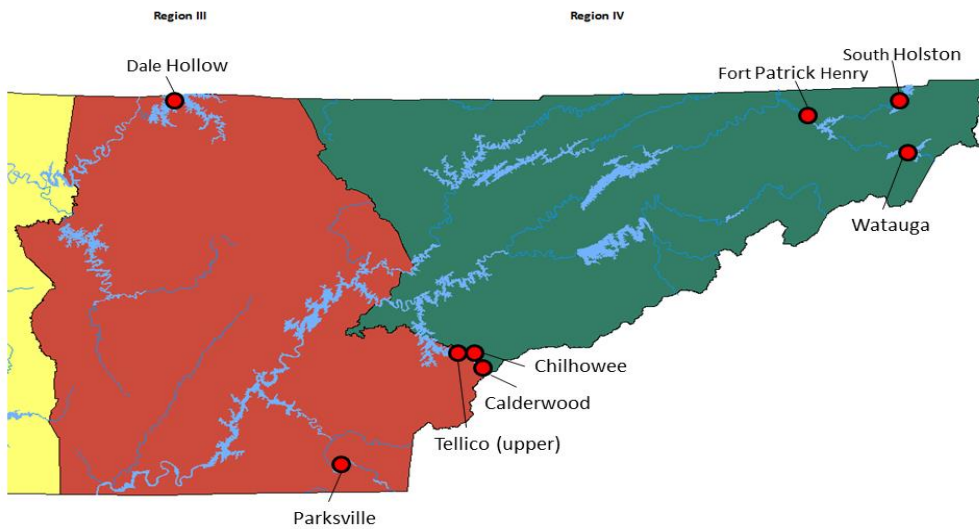 Region III
Region IV
Dale Hollow
South Holston
Fort Patrick Henry
Watauga
Chilhowee
Calderwood
Tellico (upper)
Parksville